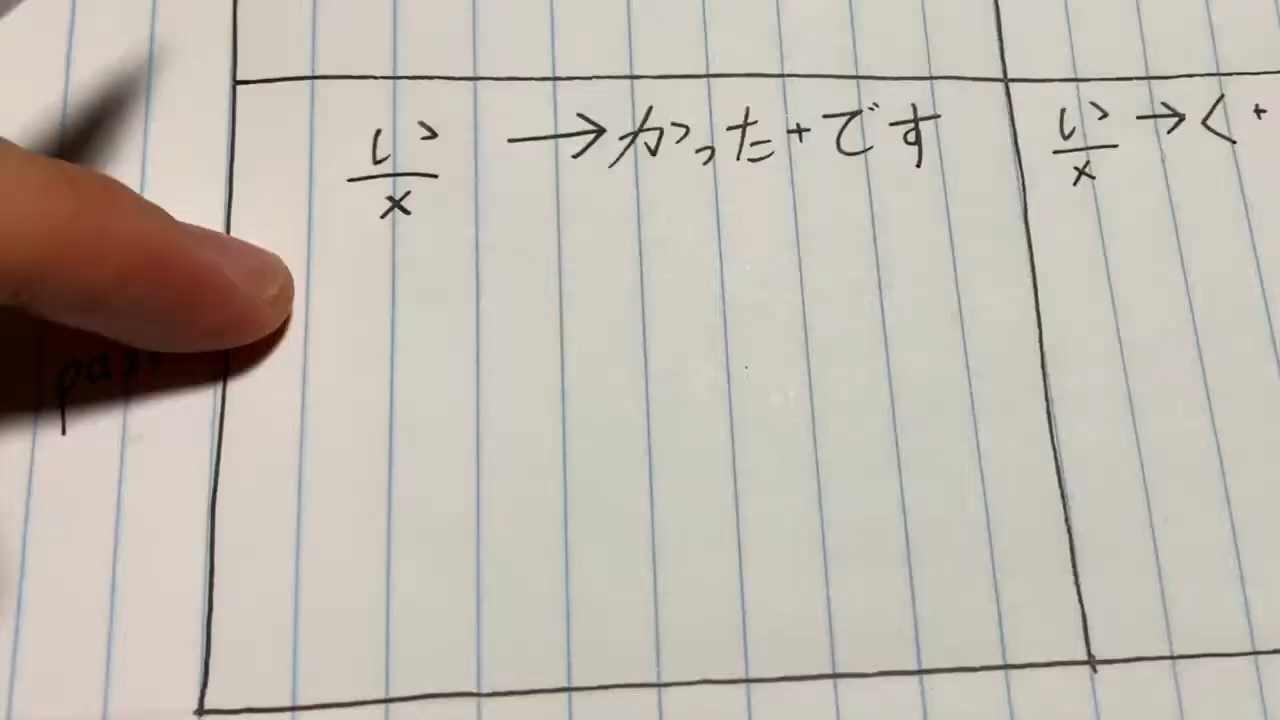 い → かった + です
x
い → く +
x